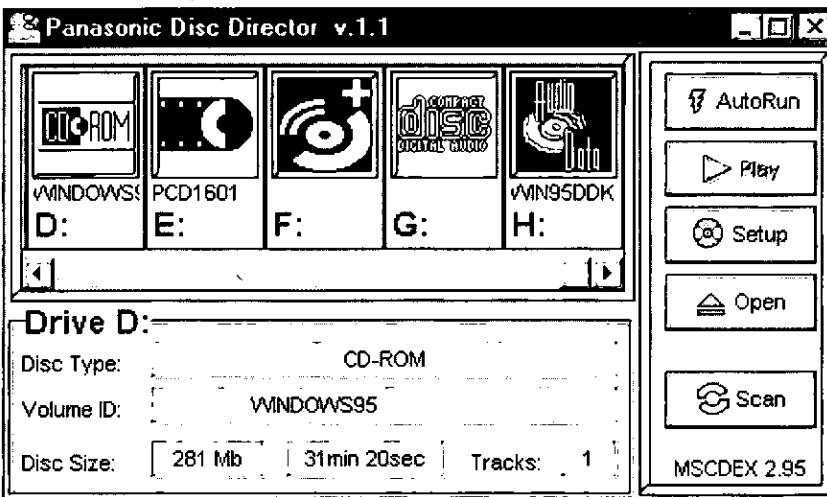 Panasonic Disc Director v.1.1
CD-ROM
COMPACT
disc
DIGITAL AUDIO
Audio
Data
WINDOWS9
PCD1601
WIN95DDK
D:
E:
F:
G:
H:
Drive D:
Disc Type: CD-ROM
Volume ID: WINDOWS95
Disc Size: 281 Mb 31min 20sec Tracks: 1
AutoRun
Play
Setup
Open
Scan
MSCDEX 2.95